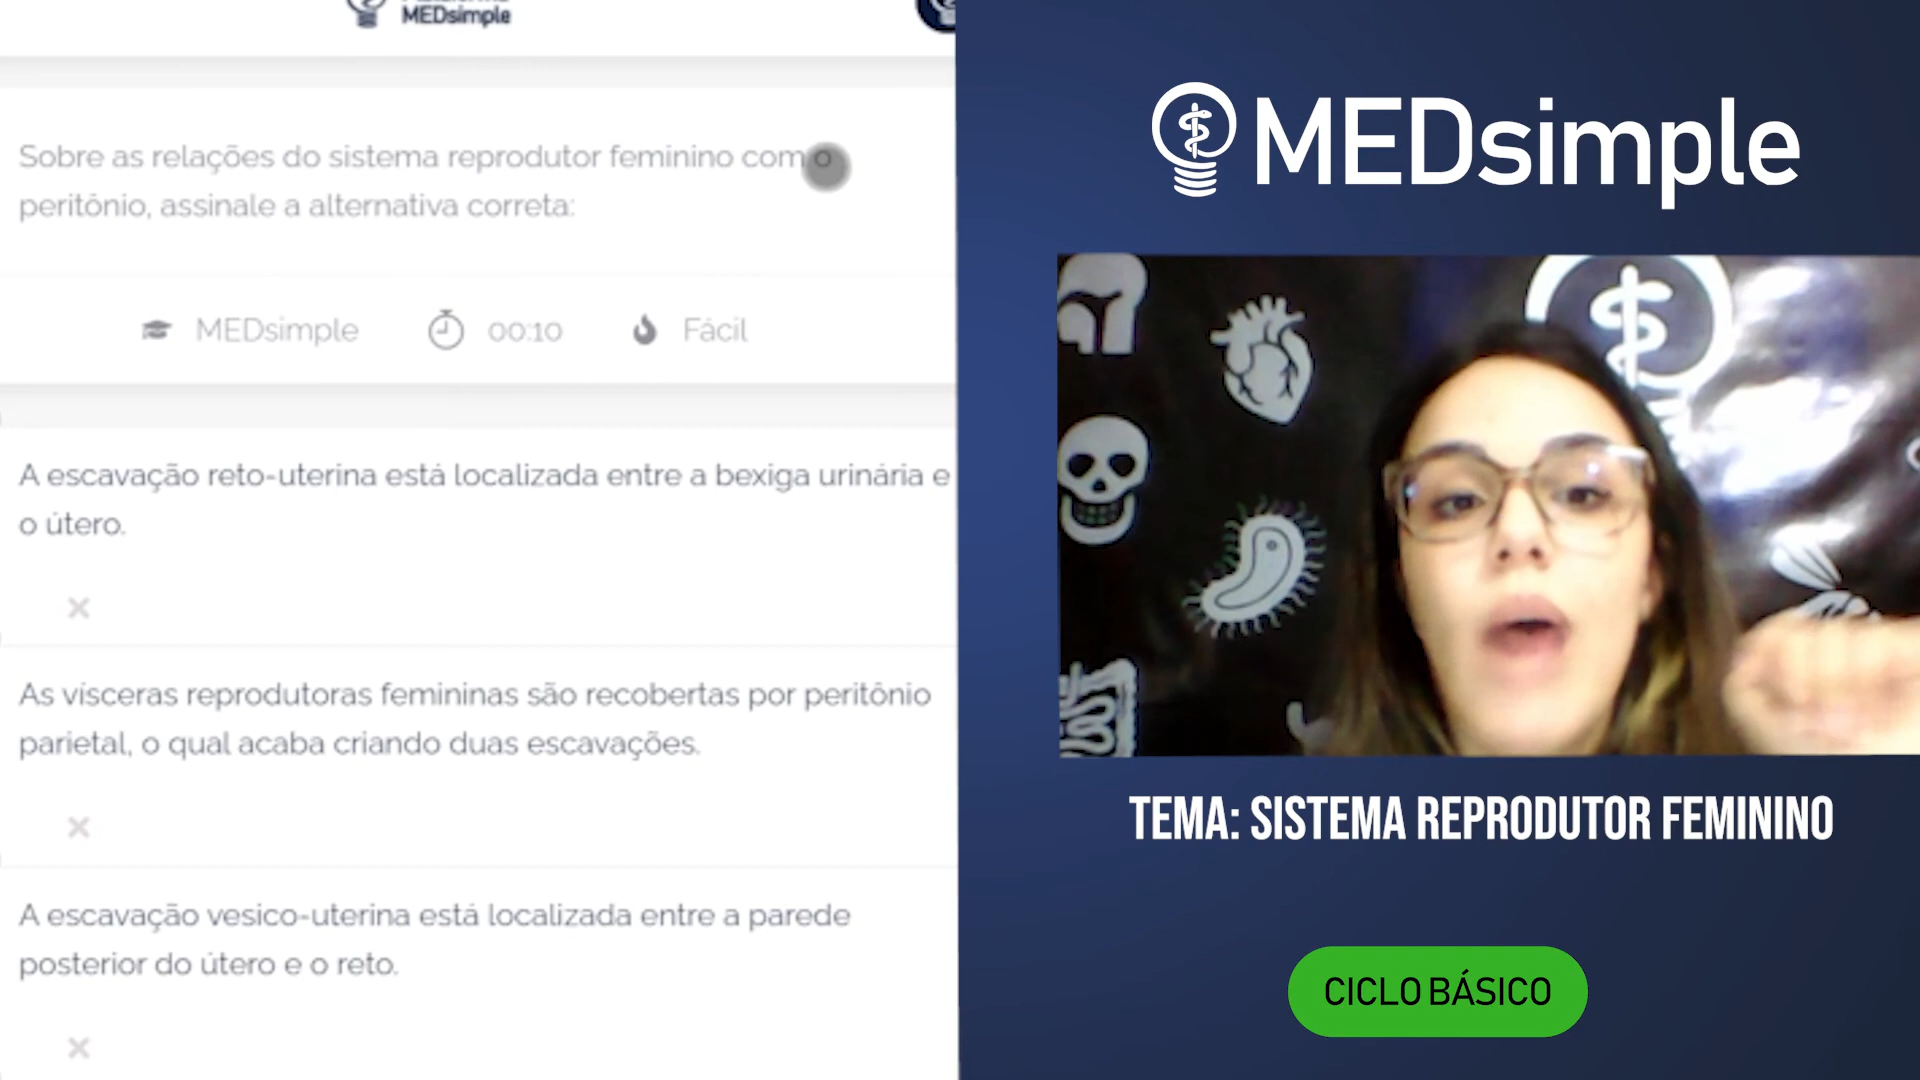 MEDsimple
Sobre as relações do sistema reprodutor feminino com o
peritônio, assinale a alternativa correta:
MEDsimple 00:10 Fácil
A escavação reto-uterina está localizada entre a bexiga urinária e
o útero.
As vísceras reprodutoras femininas são recobertas por peritônio
parietal, o qual acaba criando duas escavações.
A escavação vesico-uterina está localizada entre a parede
posterior do útero e o reto.
MEDsimple
TEMA: SISTEMA REPRODUTOR FEMININO
CICLO BÁSICO